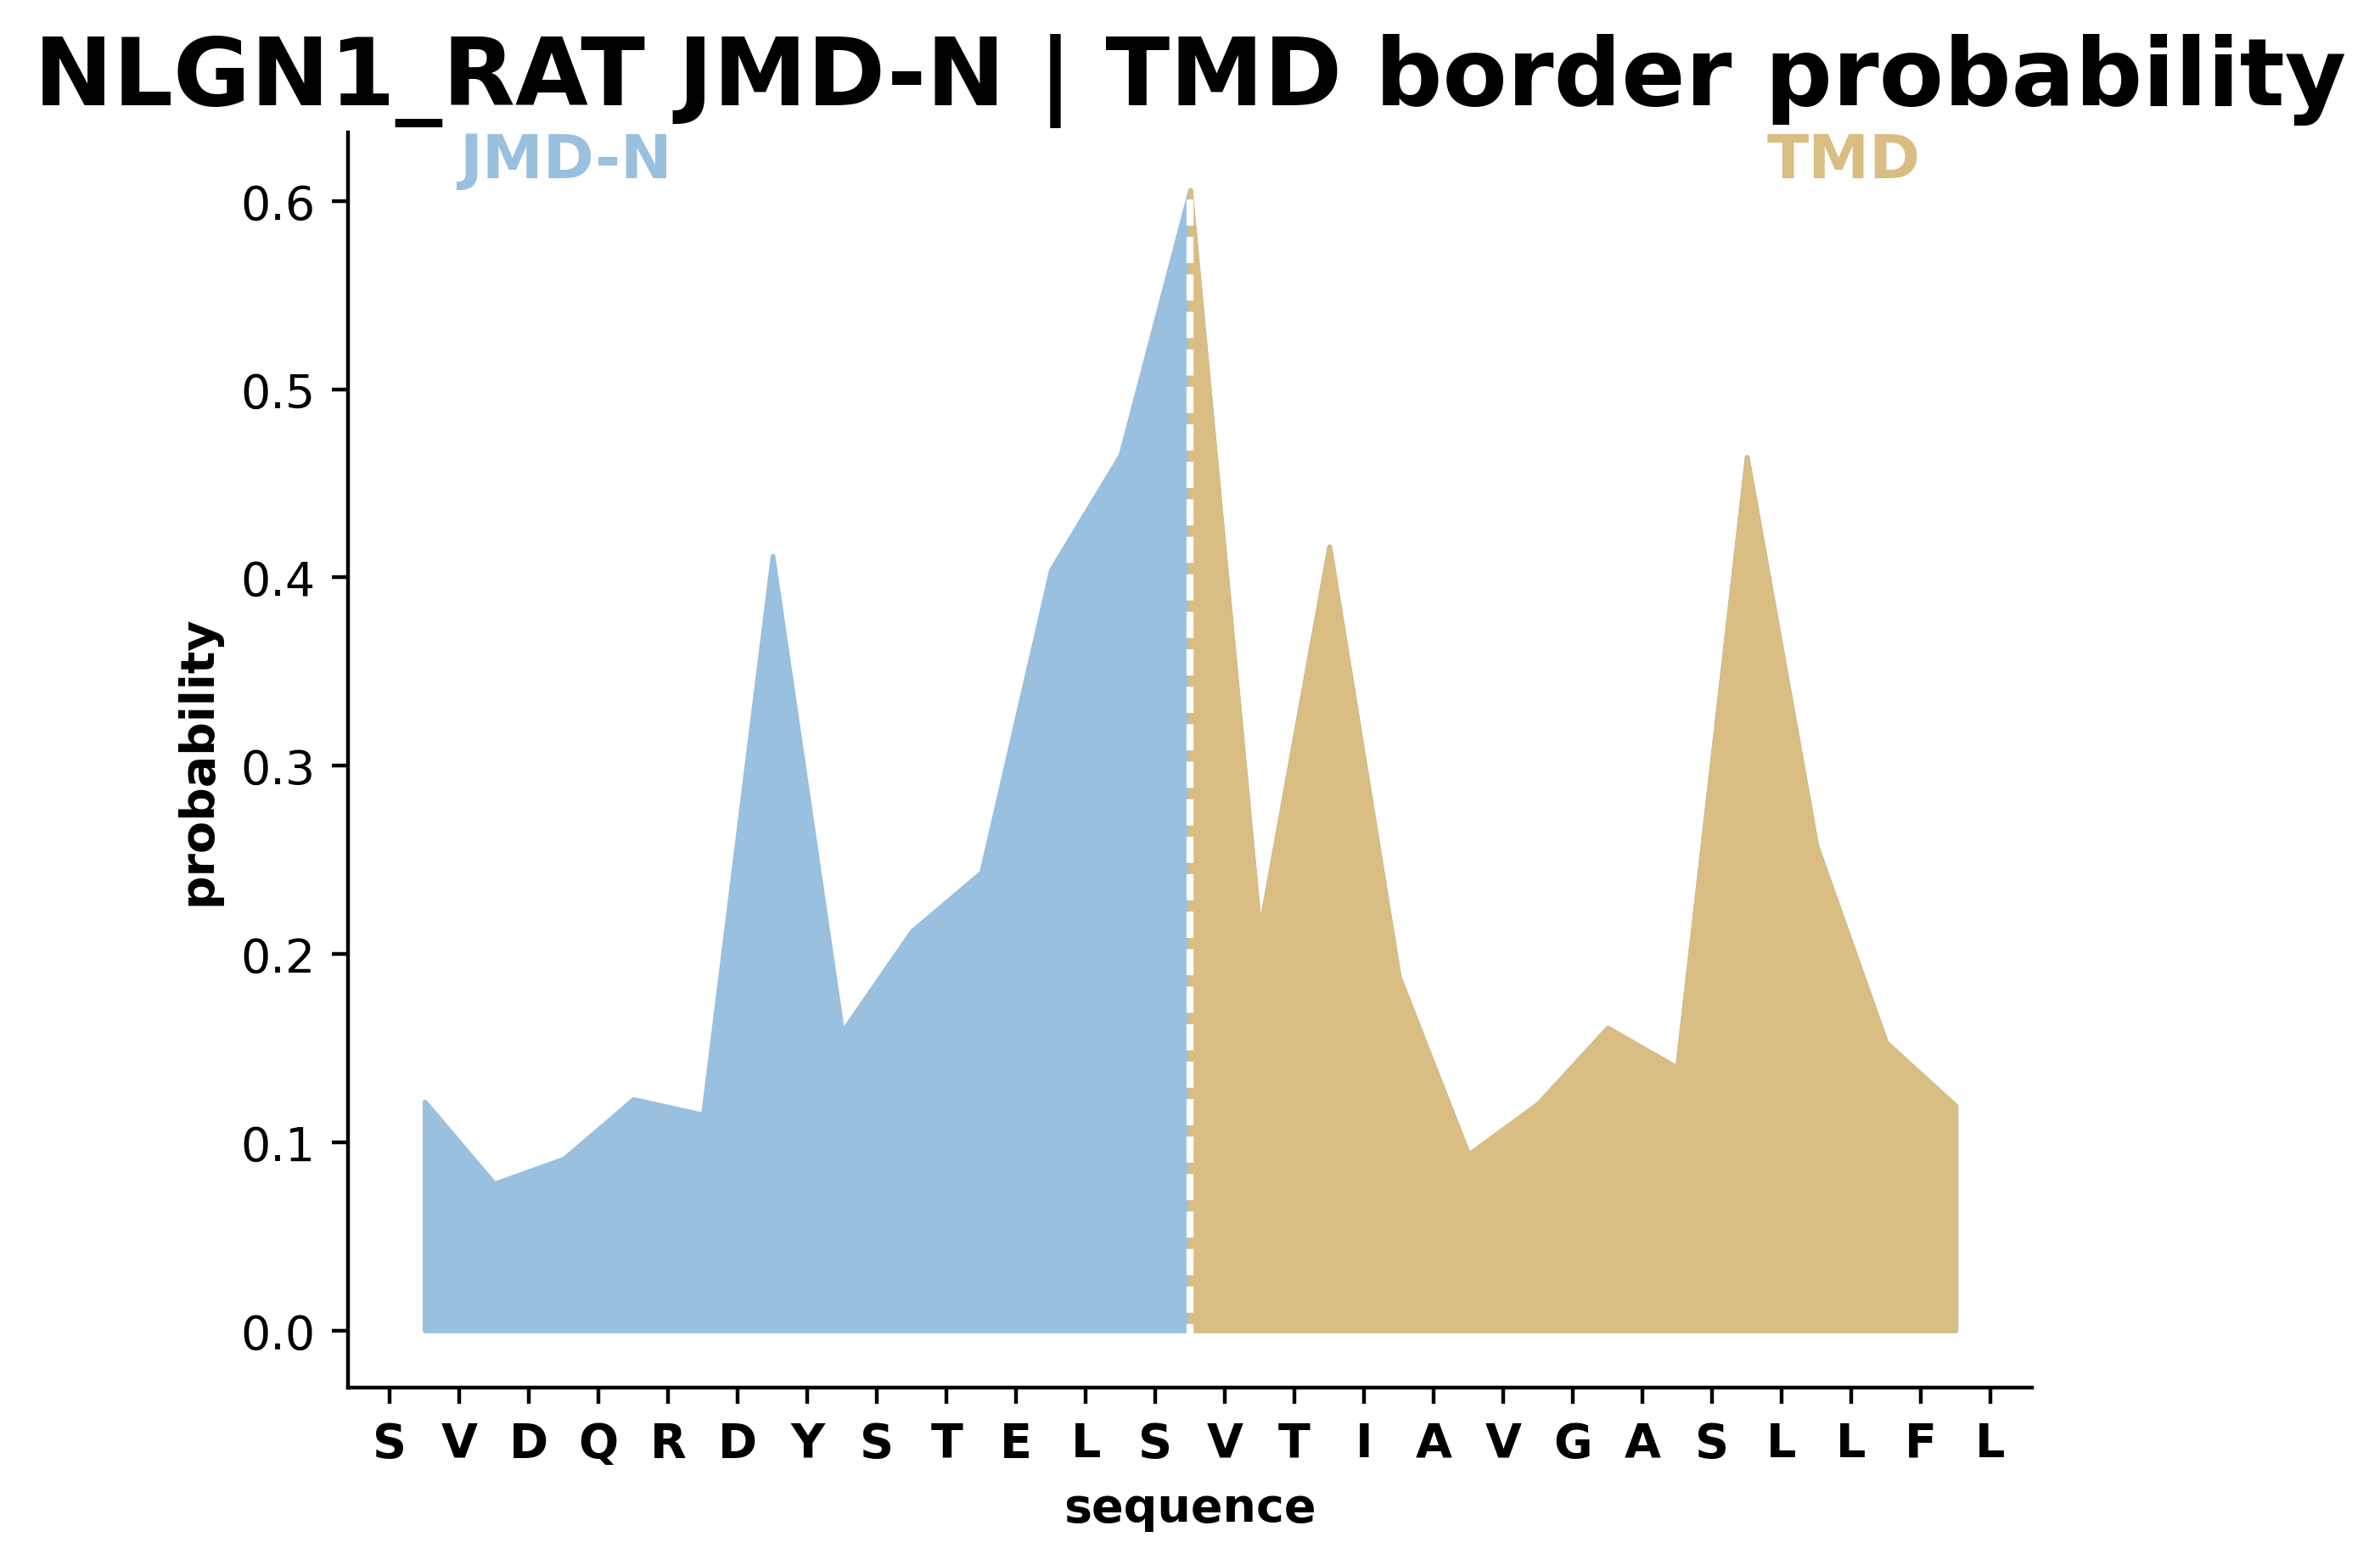 NLGN1_RAT JMD-N | TMD border probability
JMD-N TMD
0.6
0.5
0.4
0.3
0.2
0.1
0.0
probability
S V D Q R D Y S T E L S V T I A V G A S L L F L
sequence